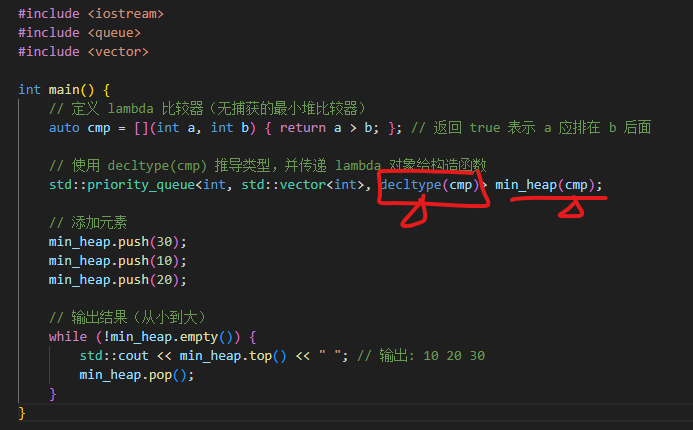 #include <iostream>
#include <queue>
#include <vector>
int main() {
// 定义 lambda 比较器（无捕获的最小堆比较器）
auto cmp = [](int a, int b) { return a > b; }; // 返回 true 表示 a 应排在 b 后面
// 使用 decltype(cmp) 推导类型，并传递 lambda 对象给构造函数
std::priority_queue<int, std::vector<int>, decltype(cmp)> min_heap(cmp);
// 添加元素
min_heap.push(30);
min_heap.push(10);
min_heap.push(20);
// 输出结果（从小到大）
while (!min_heap.empty()) {
std::cout << min_heap.top() << " "; // 输出: 10 20 30
min_heap.pop();
}
}